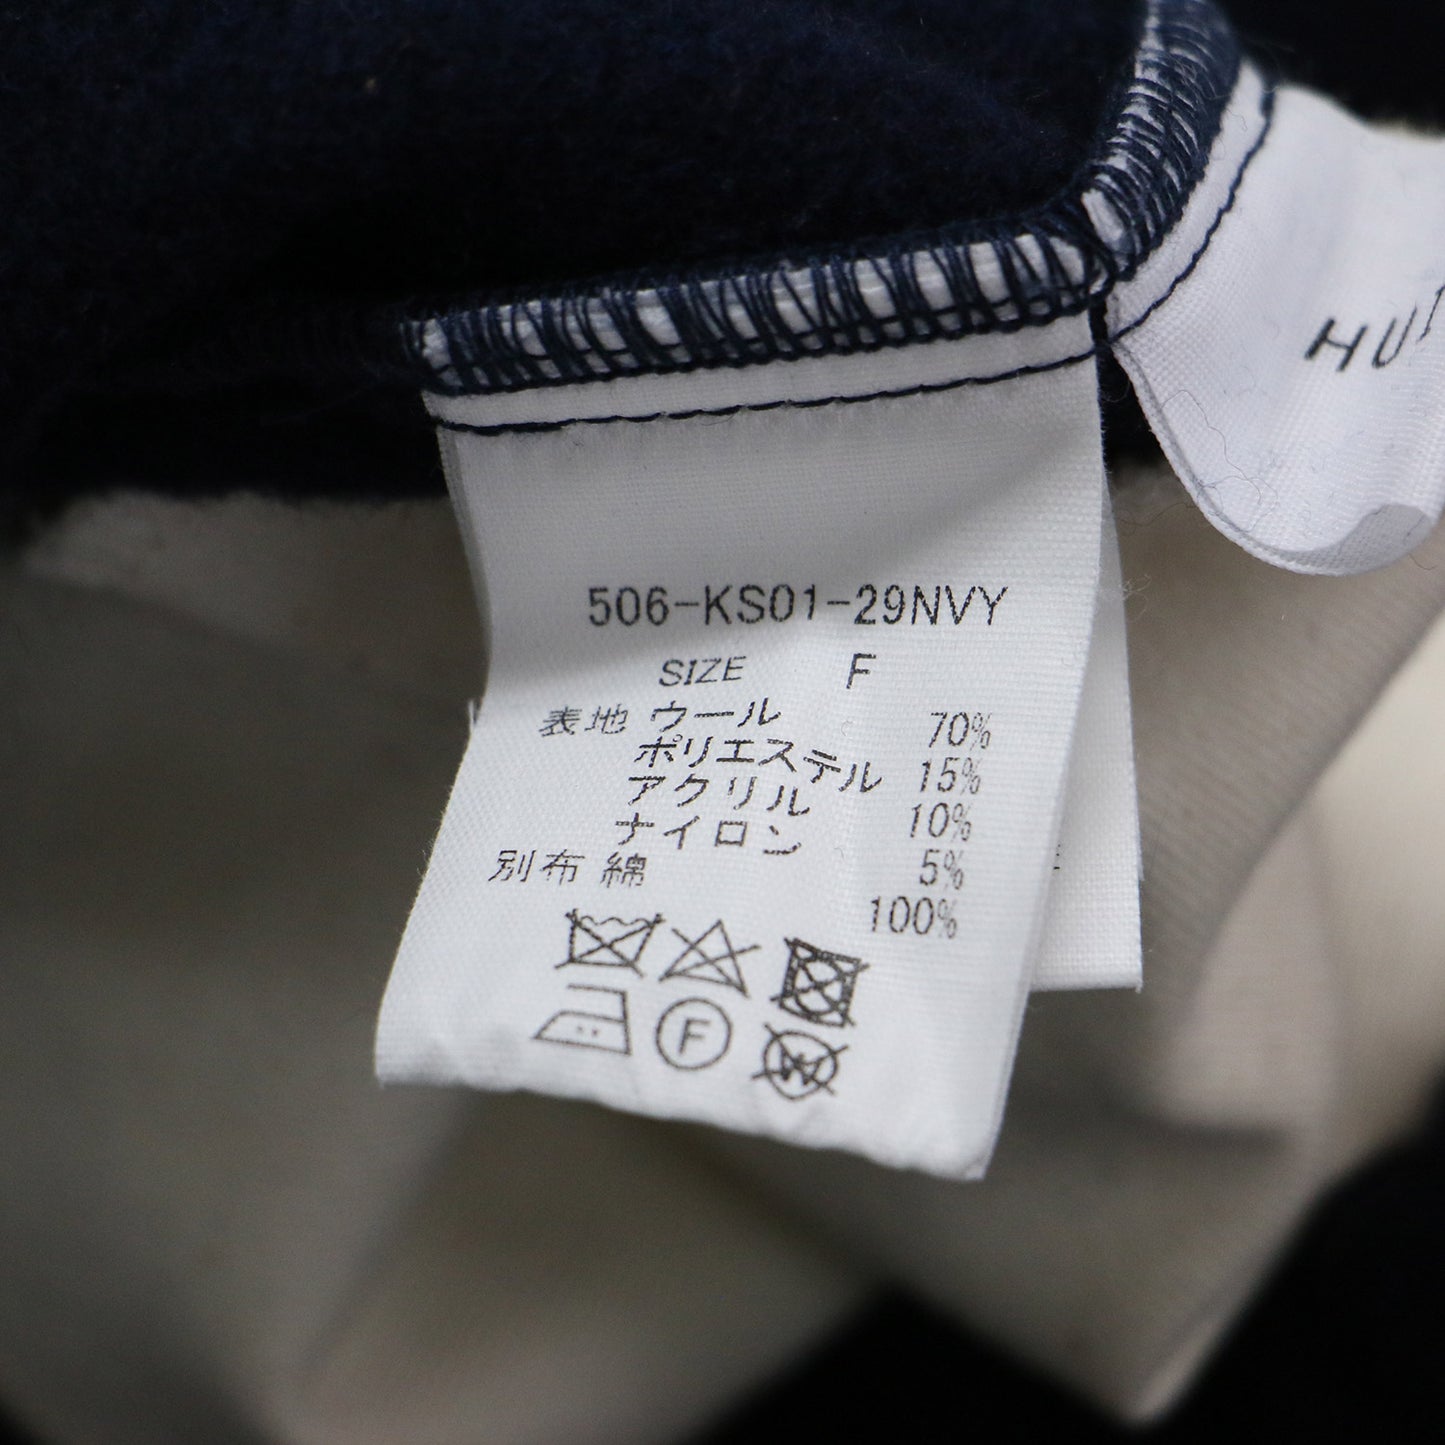 506-KS01-29NVY
SIZE F
表地 ウール 70%
ポリエステル 15%
アクリル 10%
ナイロン 5%
別布 綿 100%
F
W